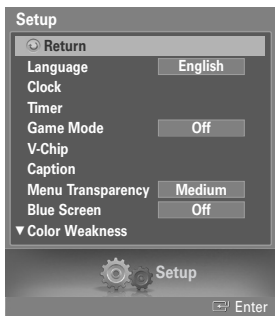 Setup
Return
Language English
Clock
Timer
Game Mode Off
V-Chip
Caption
Menu Transparency Medium
Blue Screen Off
▼ Color Weakness
Setup
Enter